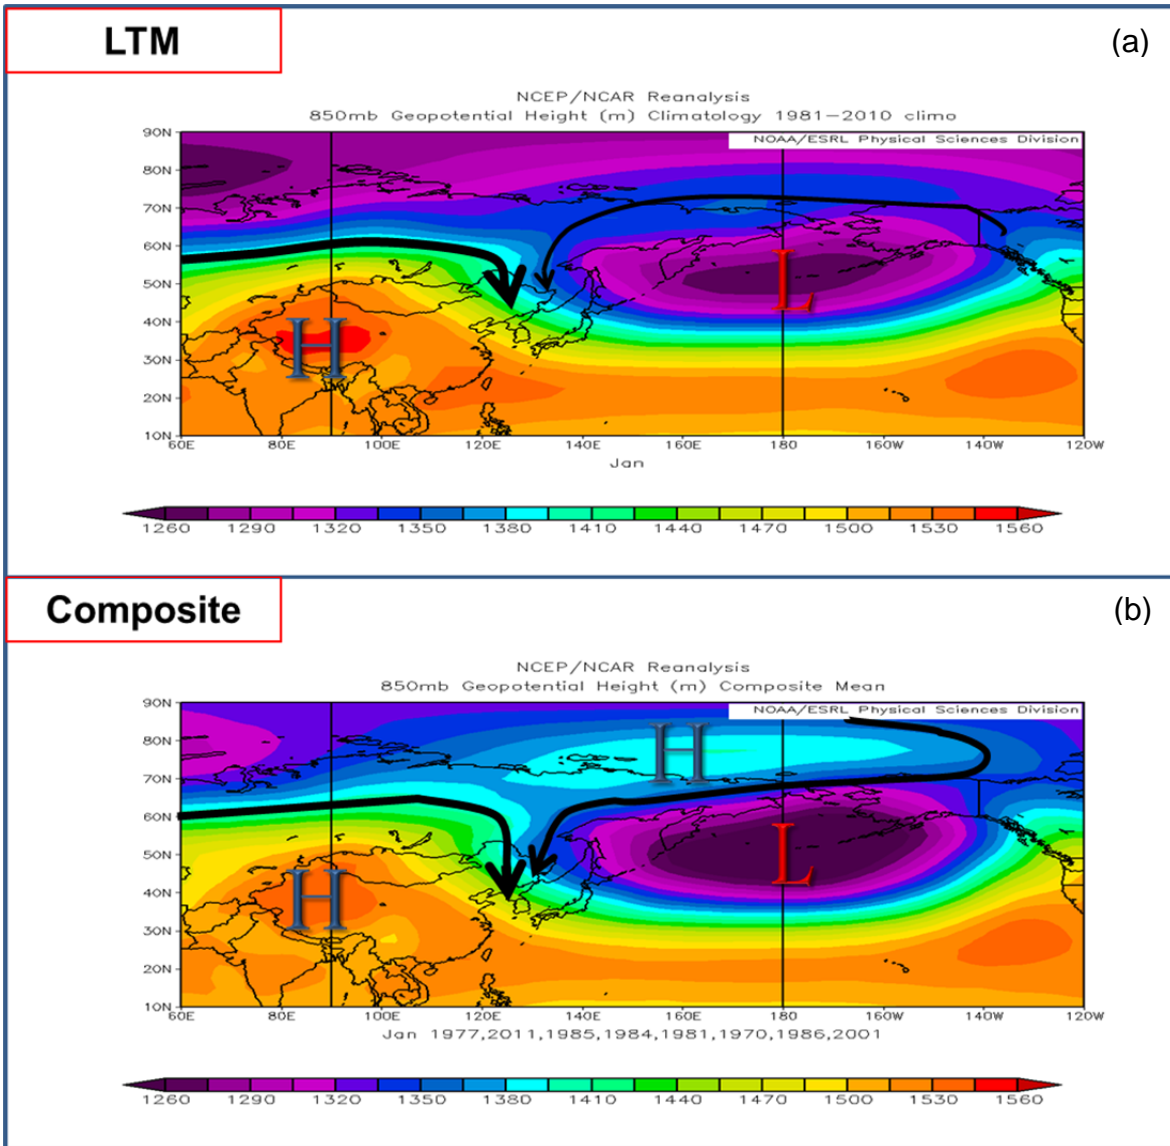 LTM
(a)
NCEP/NCAR Reanalysis
850mb Geopotential Height (m) Climatology 1981−2010 climo
NOAA/ESRL Physical Sciences Division
90N
80N
70N
60N
50N
40N
30N
20N
10N
H
L
60E 80E 100E 120E 140E 160E 180 160W 140W 120W
Jan
1260 1290 1320 1350 1380 1410 1440 1470 1500 1530 1560
Composite
(b)
NCEP/NCAR Reanalysis
850mb Geopotential Height (m) Composite Mean
NOAA/ESRL Physical Sciences Division
90N
80N
70N
60N
50N
40N
30N
20N
10N
H
L
H
60E 80E 100E 120E 140E 160E 180 160W 140W 120W
Jan 1977,2011,1985,1984,1981,1970,1986,2001
1260 1290 1320 1350 1380 1410 1440 1470 1500 1530 1560